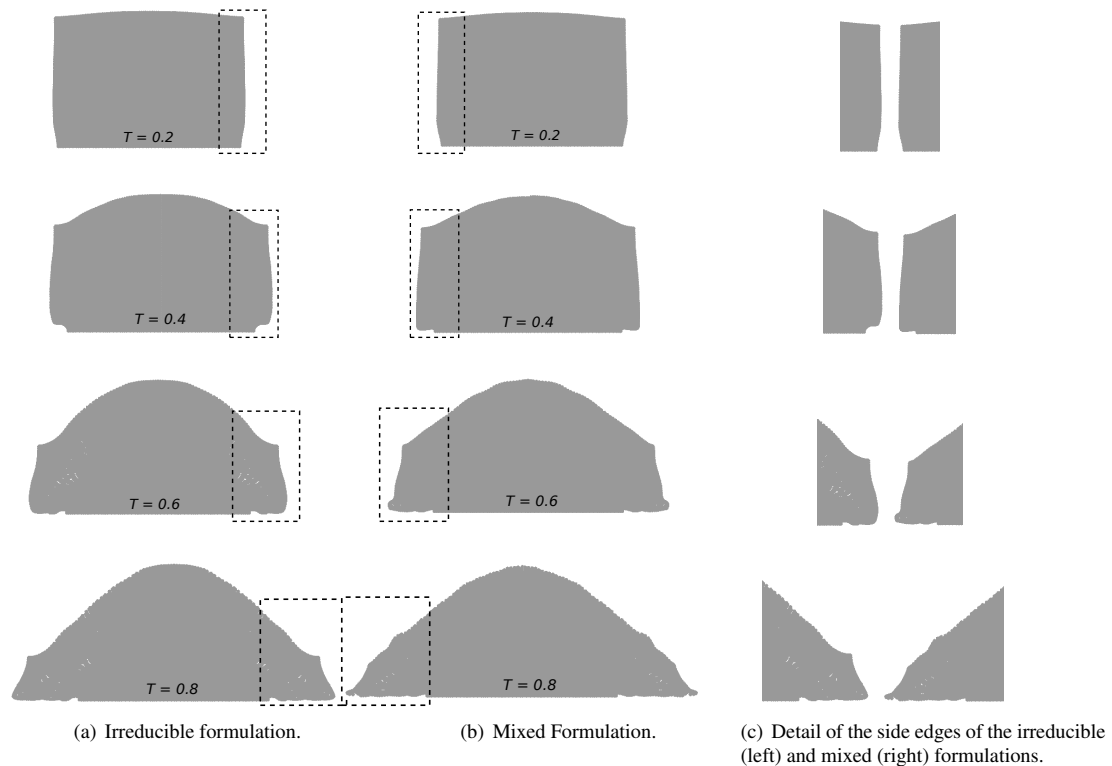 T = 0.2
T = 0.2
T = 0.4
T = 0.4
T = 0.6
T = 0.6
T = 0.8
T = 0.8
(a) Irreducible formulation.
(b) Mixed Formulation.
(c) Detail of the side edges of the irreducible
(left) and mixed (right) formulations.